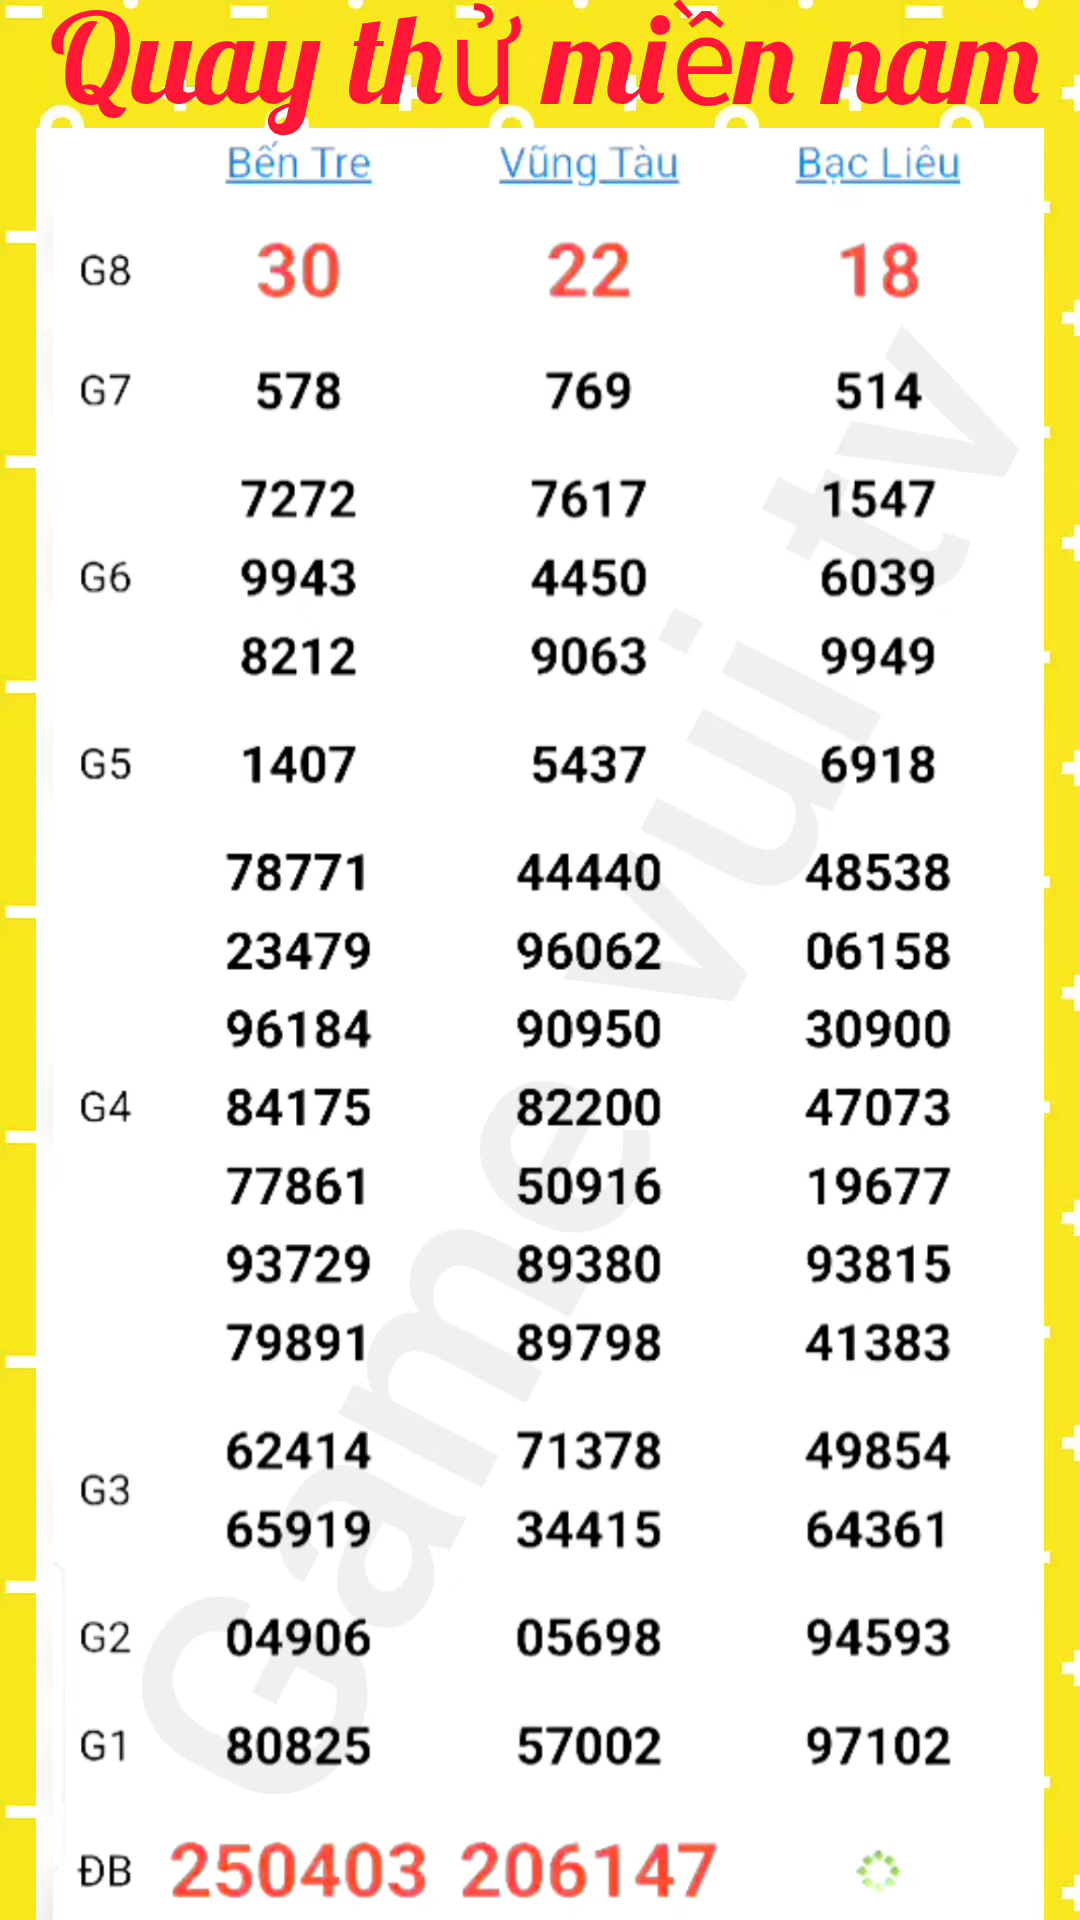 Quay thử miền nam
Bến Tre Vũng Tàu Bạc Liêu
G8 30 22 18
G7 578 769 514
7272 7617 1547
G6 9943 4450 6039
8212 9063 9949
G5 1407 5437 6918
78771 44440 48538
23479 96062 06158
96184 90950 30900
G4 84175 82200 47073
77861 50916 19677
93729 89380 93815
79891 89798 41383
62414 71378 49854
G3
65919 34415 64361
G2 04906 05698 94593
G1 80825 57002 97102
ĐB 250403 206147
Game vui tv